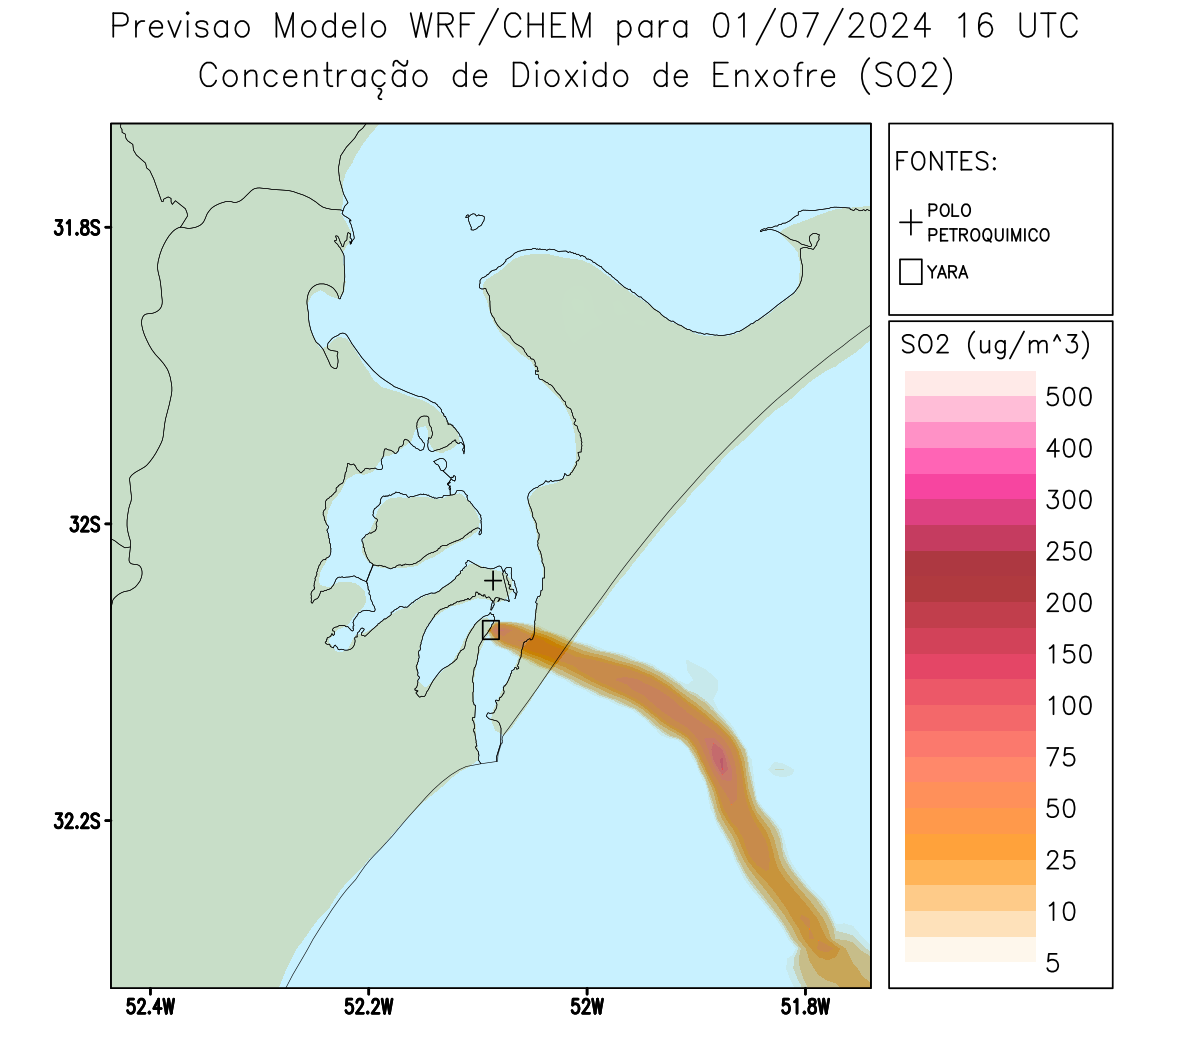 Previsao Modelo WRF/CHEM para 01/07/2024 16 UTC
Concentração de Dioxido de Enxofre (SO2)
31.8S
32S
32.2S
52.4W
52.2W
52W
51.8W
FONTES:
POLO
PETROQUIMICO
YARA
SO2 (ug/m^3)
500
400
300
250
200
150
100
75
50
25
10
5